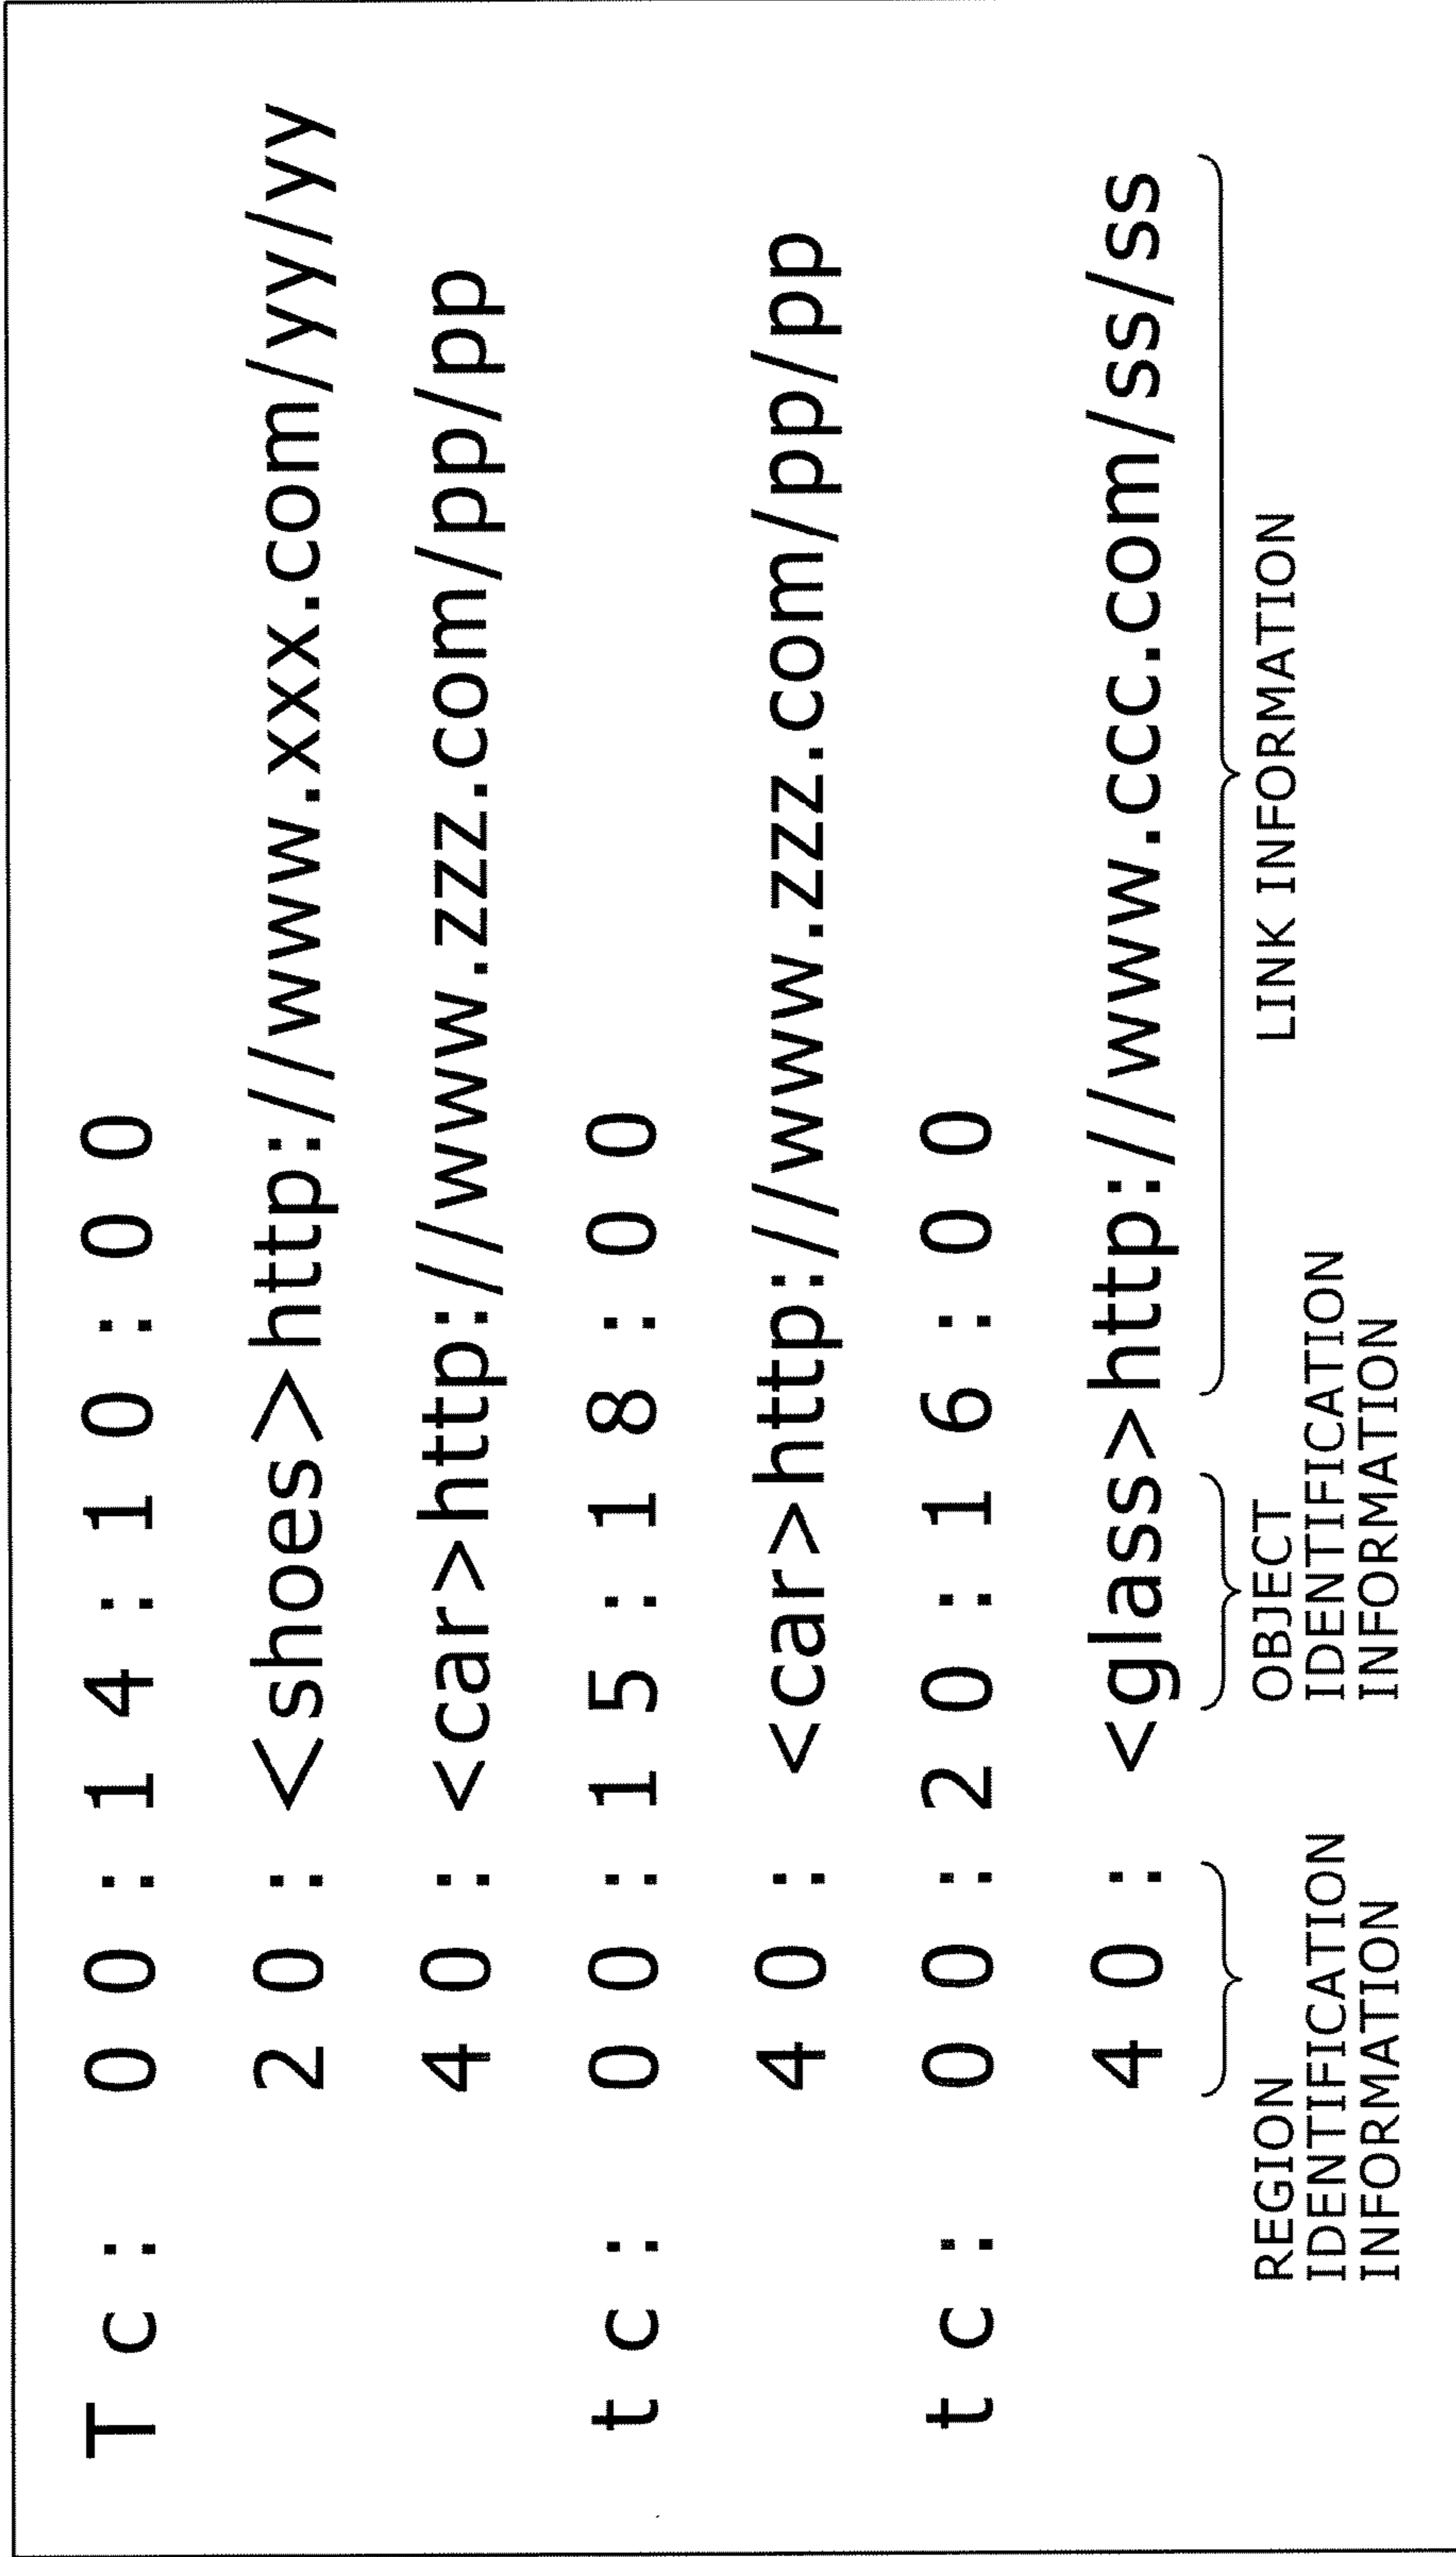 Tc: 00:14:10:00
20:<shoes>http://www.xxx.com/yy/yy
40:<car>http://www.zzz.com/pp/pp
tc: 00:15:18:00
40: <car>http://www.zzz.com/pp/pp
tc: 00:20:16:00
40: <glass>http://www.ccc.com/ss/ss
REGION
IDENTIFICATION
INFORMATION
OBJECT
IDENTIFICATION
INFORMATION
LINK INFORMATION